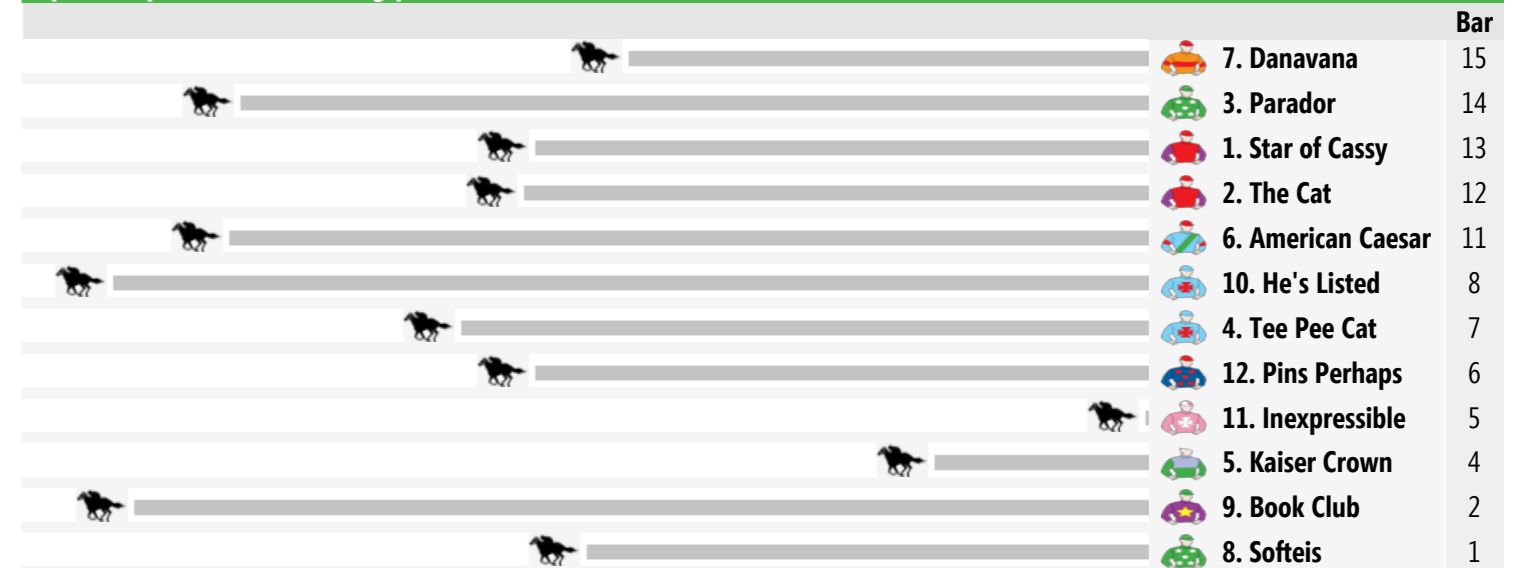 Bar
7. Danavana 15
3. Parador 14
1. Star of Cassy 13
2. The Cat 12
6. American Caesar 11
10. He's Listed 8
4. Tee Pee Cat 7
12. Pins Perhaps 6
11. Inexpressible 5
5. Kaiser Crown 4
9. Book Club 2
8. Softeis 1